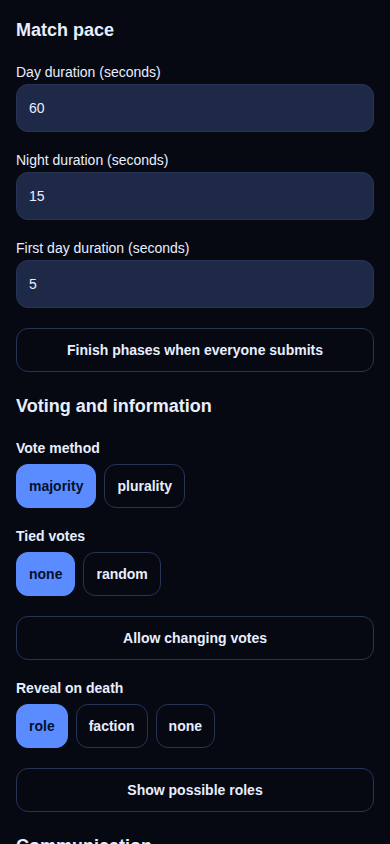 Match pace
Day duration (seconds)
60
Night duration (seconds)
15
First day duration (seconds)
5
Finish phases when everyone submits
Voting and information
Vote method
majority plurality
Tied votes
none random
Allow changing votes
Reveal on death
role faction none
Show possible roles
Communication